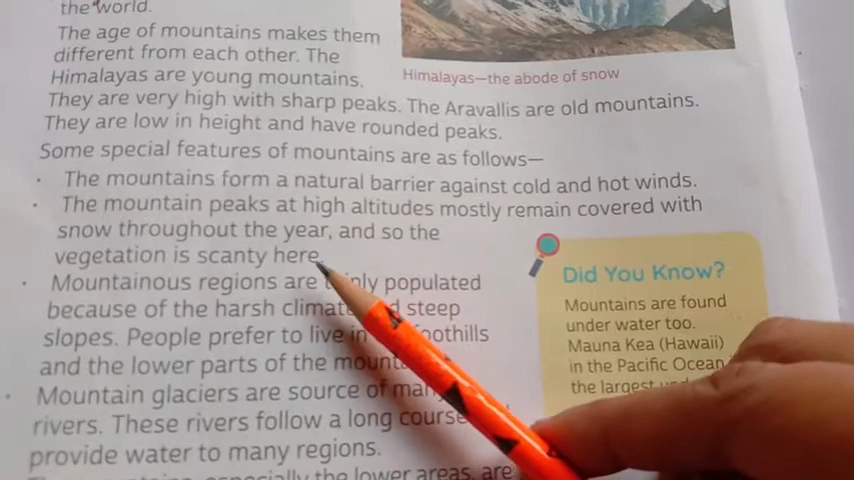 the world.
The age of mountains makes them
different from each other. The
Himalayas are young mountains.
Himalayas—the abode of snow
They are very high with sharp peaks. The Aravallis are old mountains.
They are low in height and have rounded peaks.
Some special features of mountains are as follows—
· The mountains form a natural barrier against cold and hot winds.
· The mountain peaks at high altitudes mostly remain covered with
snow throughout the year, and so the
vegetation is scanty here.
· Mountainous regions are populated
because of the harsh climate steep
slopes. People prefer to live in foothills
and the lower parts of the
· Mountain glaciers are source of many
rivers. These rivers follow a long course
provide water to many regions.
especially the lower areas, are
Did You Know?
Mountains are found
under water too.
Mauna Kea (Hawaii)
in the Pacific Ocean
the largest